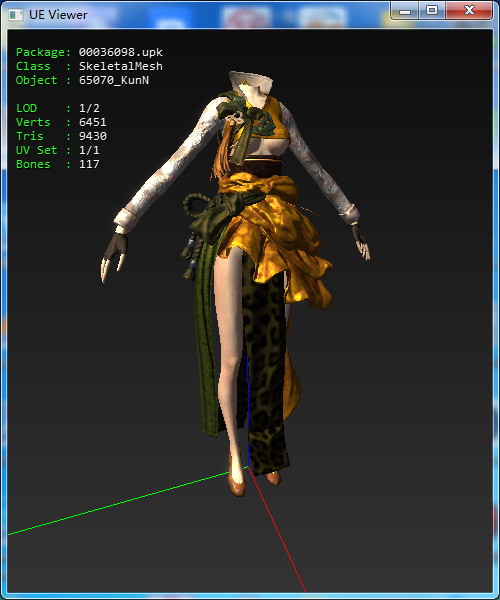 UE Viewer
Package: 00036098.upk
Class : SkeletalMesh
Object : 65070_KunN
LOD : 1/2
Verts : 6451
Tris : 9430
UV Set : 1/1
Bones : 117